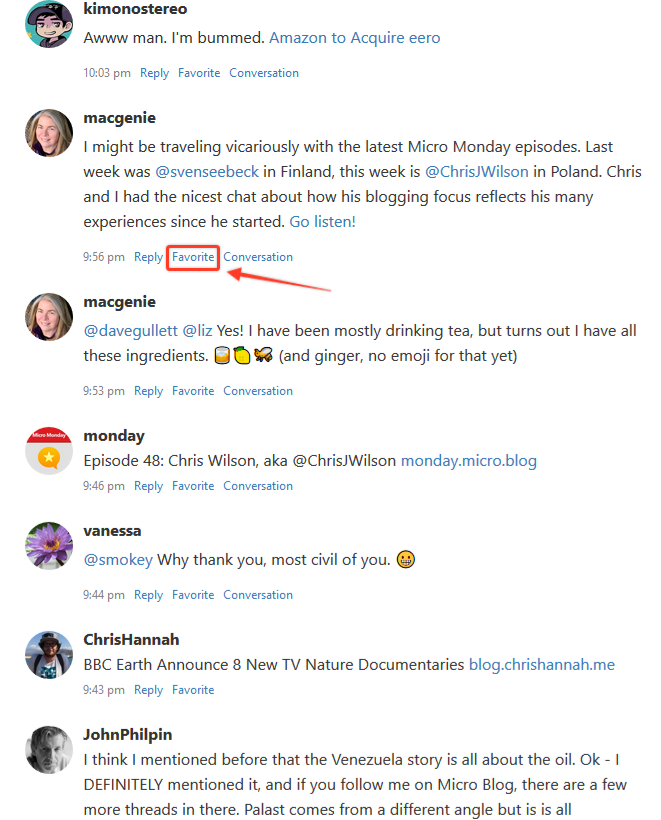 kimonostereo
Awww man. I'm bummed. Amazon to Acquire eero
10:03 pm Reply Favorite Conversation
macgenie
I might be traveling vicariously with the latest Micro Monday episodes. Last
week was @svenseebeck in Finland, this week is @ChrisJWilson in Poland. Chris
and I had the nicest chat about how his blogging focus reflects his many
experiences since he started. Go listen!
9:56 pm Reply Favorite Conversation
macgenie
@davegullett @liz Yes! I have been mostly drinking tea, but turns out I have all
these ingredients. 🥃🍋🐝 (and ginger, no emoji for that yet)
9:53 pm Reply Favorite Conversation
Micro Monday
monday
Episode 48: Chris Wilson, aka @ChrisJWilson monday.micro.blog
9:46 pm Reply Favorite Conversation
vanessa
@smokey Why thank you, most civil of you. 😀
9:44 pm Reply Favorite Conversation
ChrisHannah
BBC Earth Announce 8 New TV Nature Documentaries blog.chrishannah.me
9:43 pm Reply Favorite
JohnPhilpin
I think I mentioned before that the Venezuela story is all about the oil. Ok - I
DEFINITELY mentioned it, and if you follow me on Micro Blog, there are a few
more threads in there. Palast comes from a different angle but is is all